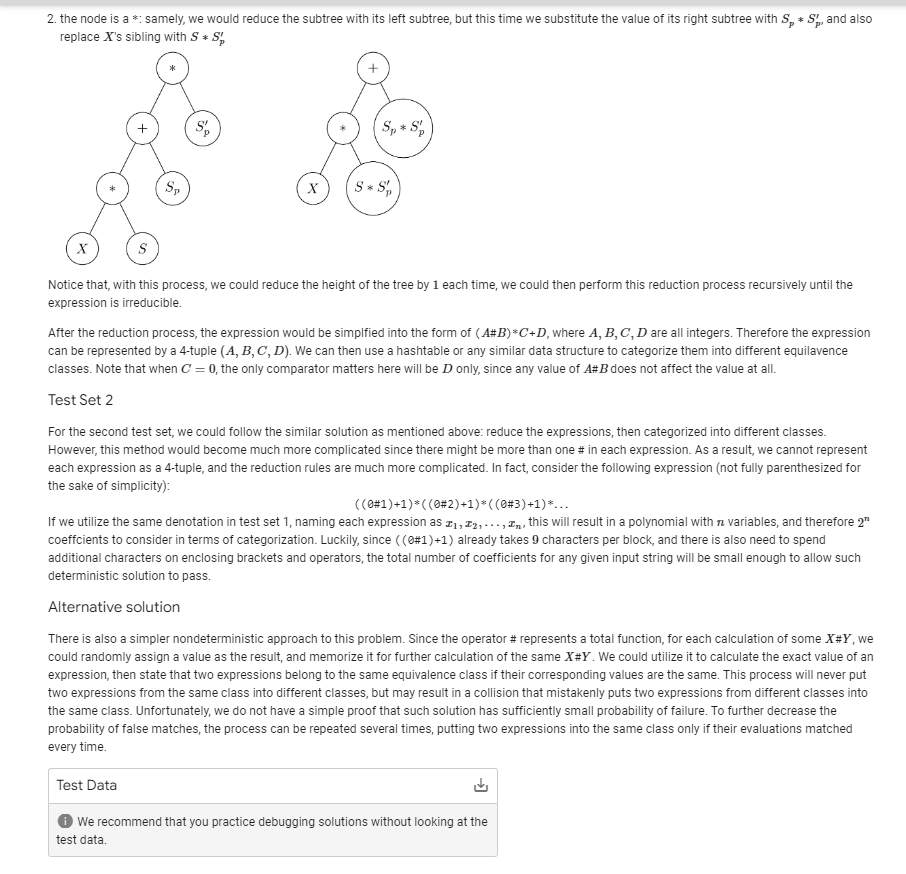 2. the node is a *: samely, we would reduce the subtree with its left subtree, but this time we substitute the value of its right subtree with Sₚ * S′ₚ, and also
replace X's sibling with S * S′ₚ
* +
+ S′ₚ * Sₚ * S′ₚ
* Sₚ X S * S′ₚ
X S
Notice that, with this process, we could reduce the height of the tree by 1 each time, we could then perform this reduction process recursively until the
expression is irreducible.
After the reduction process, the expression would be simplfied into the form of (A#B)*C+D, where A, B, C, D are all integers. Therefore the expression
can be represented by a 4-tuple (A, B, C, D). We can then use a hashtable or any similar data structure to categorize them into different equilavence
classes. Note that when C = 0, the only comparator matters here will be D only, since any value of A#B does not affect the value at all.
Test Set 2
For the second test set, we could follow the similar solution as mentioned above: reduce the expressions, then categorized into different classes.
However, this method would become much more complicated since there might be more than one # in each expression. As a result, we cannot represent
each expression as a 4-tuple, and the reduction rules are much more complicated. In fact, consider the following expression (not fully parenthesized for
the sake of simplicity):
((0#1)+1)*((0#2)+1)*((0#3)+1)*...
If we utilize the same denotation in test set 1, naming each expression as x₁, x₂, ..., xₙ, this will result in a polynomial with n variables, and therefore 2ⁿ
coeffcients to consider in terms of categorization. Luckily, since ((0#1)+1) already takes 9 characters per block, and there is also need to spend
additional characters on enclosing brackets and operators, the total number of coefficients for any given input string will be small enough to allow such
deterministic solution to pass.
Alternative solution
There is also a simpler nondeterministic approach to this problem. Since the operator # represents a total function, for each calculation of some X#Y, we
could randomly assign a value as the result, and memorize it for further calculation of the same X#Y. We could utilize it to calculate the exact value of an
expression, then state that two expressions belong to the same equivalence class if their corresponding values are the same. This process will never put
two expressions from the same class into different classes, but may result in a collision that mistakenly puts two expressions from different classes into
the same class. Unfortunately, we do not have a simple proof that such solution has sufficiently small probability of failure. To further decrease the
probability of false matches, the process can be repeated several times, putting two expressions into the same class only if their evaluations matched
every time.
Test Data
We recommend that you practice debugging solutions without looking at the
test data.